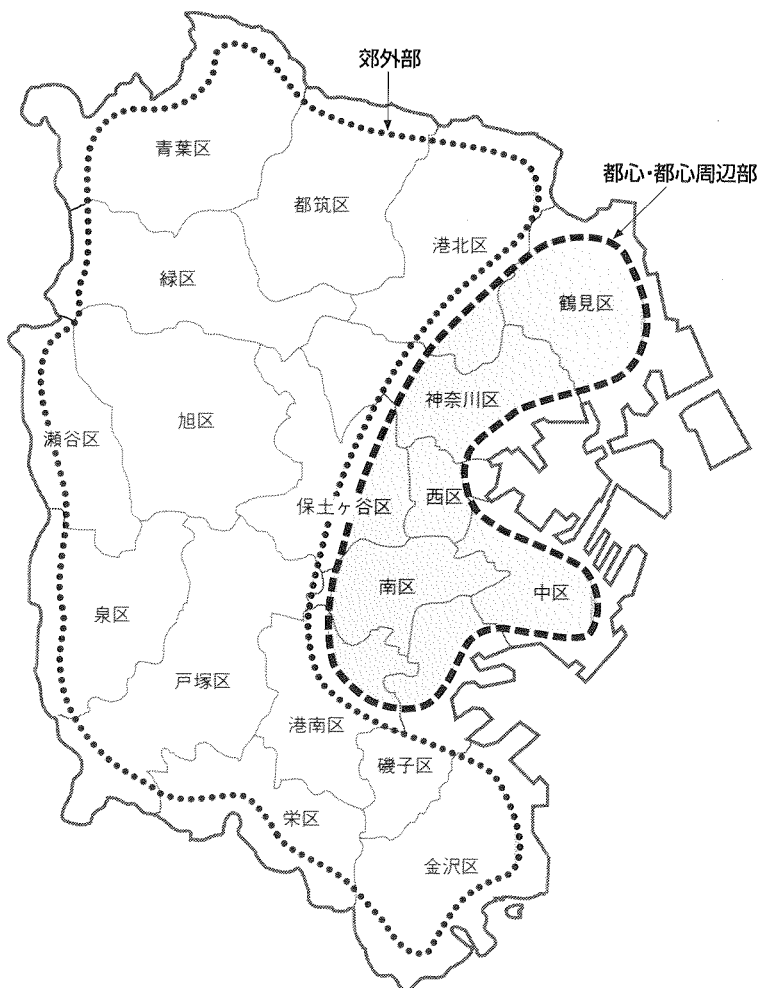 郊外部
都心・都心周辺部
青葉区
都筑区
港北区
緑区
鶴見区
神奈川区
瀬谷区
旭区
保土ヶ谷区
西区
南区
中区
泉区
戸塚区
港南区
磯子区
栄区
金沢区